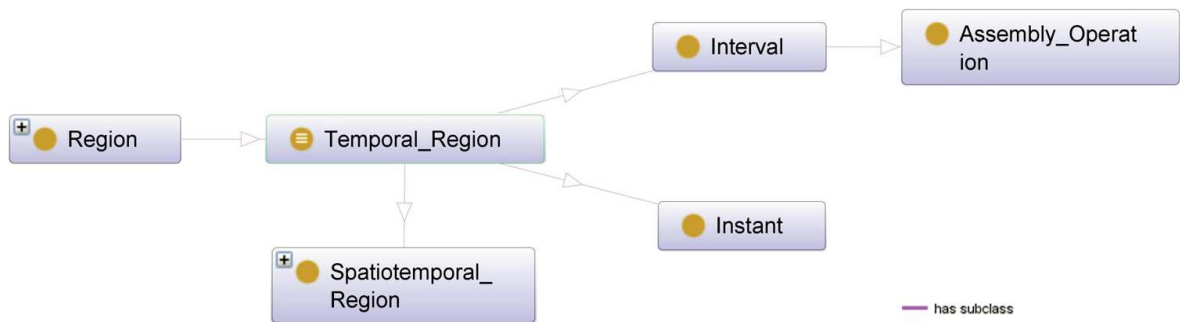 Interval
Assembly_Operat
ion
Region
Temporal_Region
Instant
Spatiotemporal_
Region
has subclass